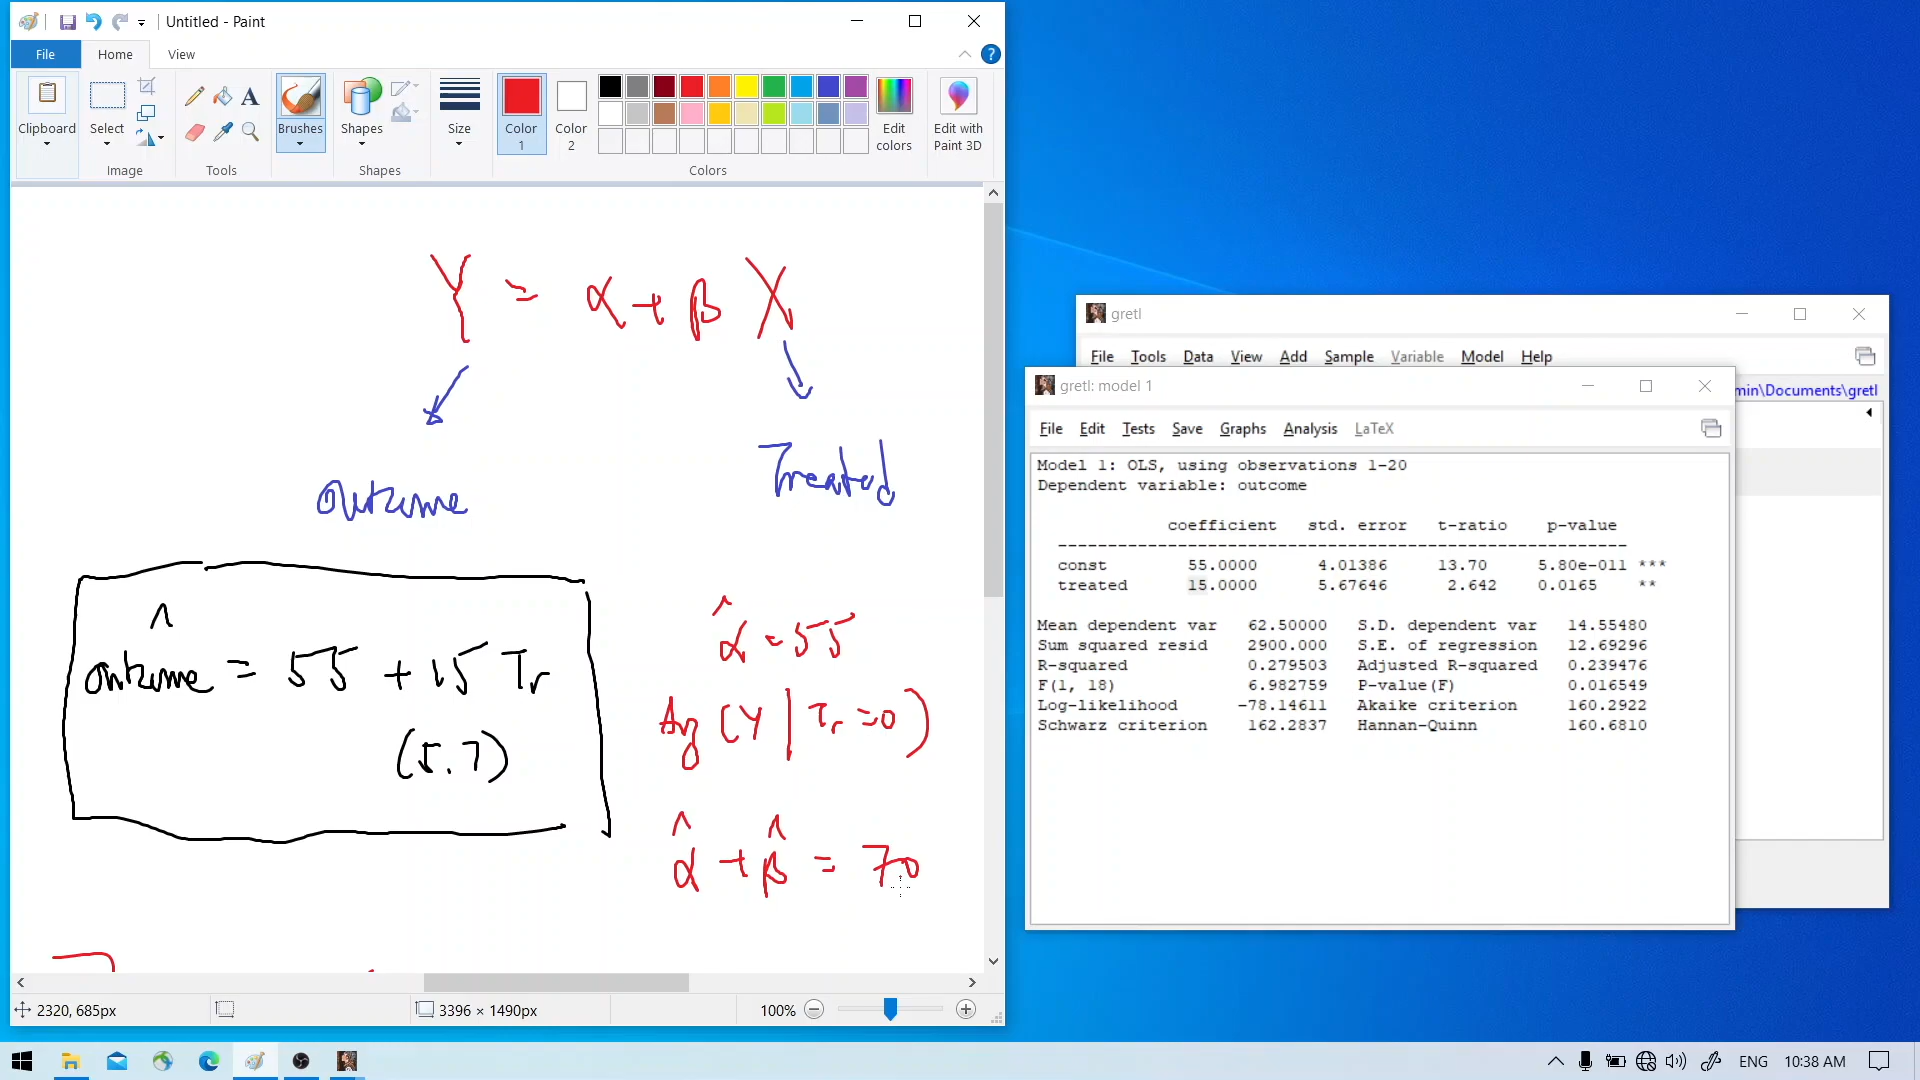 Untitled - Paint
File Home View
Clipboard
Select
Image
Tools
Brushes
Shapes
Shapes
Size
Color 1
Color 2
Edit colors
Edit with Paint 3D
Colors
Y = α + β X
outcome
Treated
outcome^ = 55 + 15 Tr
(5.7)
α̂ = 55
Avg (Y | Tr = 0)
α̂ + β̂ = 70
2320, 685px
3396 × 1490px
100%
gretl
File Tools Data View Add Sample Variable Model Help
min\Documents\gretl
gretl: model 1
File Edit Tests Save Graphs Analysis LaTeX
Model 1: OLS, using observations 1-20
Dependent variable: outcome
coefficient std. error t-ratio p-value
---------------------------------------------------------
const 55.0000 4.01386 13.70 5.80e-011 ***
treated 15.0000 5.67646 2.642 0.0165 **
Mean dependent var 62.50000 S.D. dependent var 14.55480
Sum squared resid 2900.000 S.E. of regression 12.69296
R-squared 0.279503 Adjusted R-squared 0.239476
F(1, 18) 6.982759 P-value(F) 0.016549
Log-likelihood −78.14611 Akaike criterion 160.2922
Schwarz criterion 162.2837 Hannan-Quinn 160.6810
ENG 10:38 AM